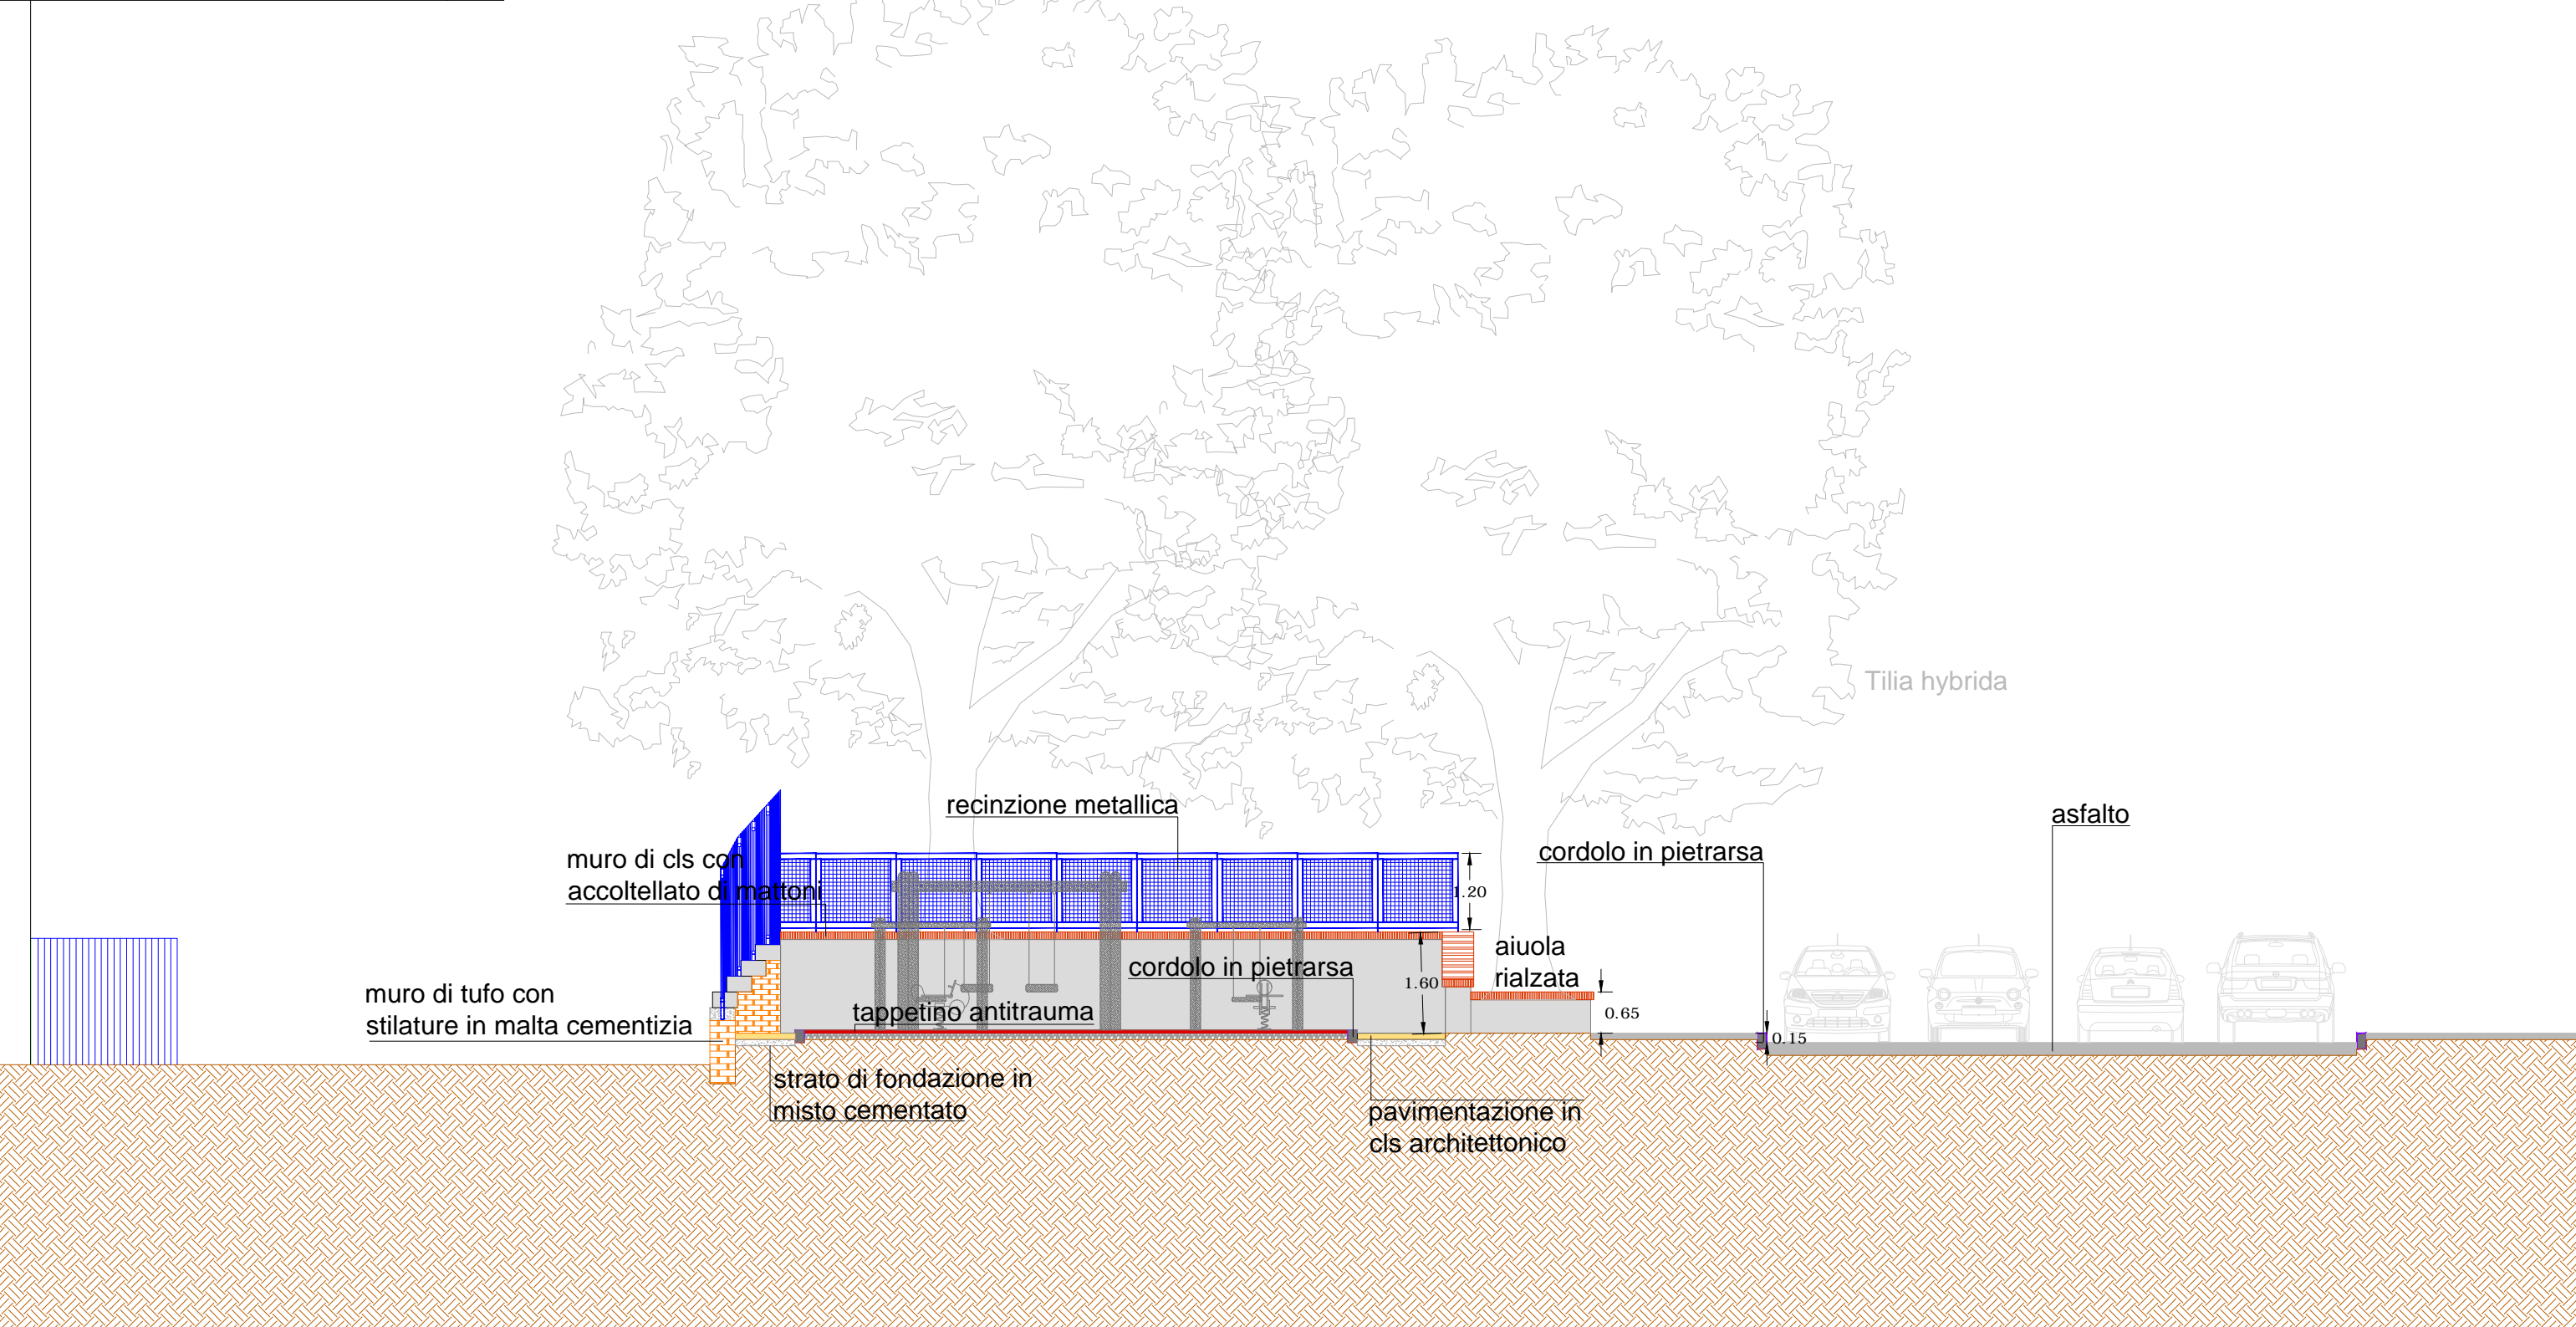 Tilia hybrida
recinzione metallica
asfalto
muro di cls con
accoltellato di mattoni
cordolo in pietrarsa
1.20
aiuola
rialzata
cordolo in pietrarsa
1.60
muro di tufo con
stilature in malta cementizia
tappetino antitrauma
0.65
0.15
strato di fondazione in
misto cementato
pavimentazione in
cls architettonico